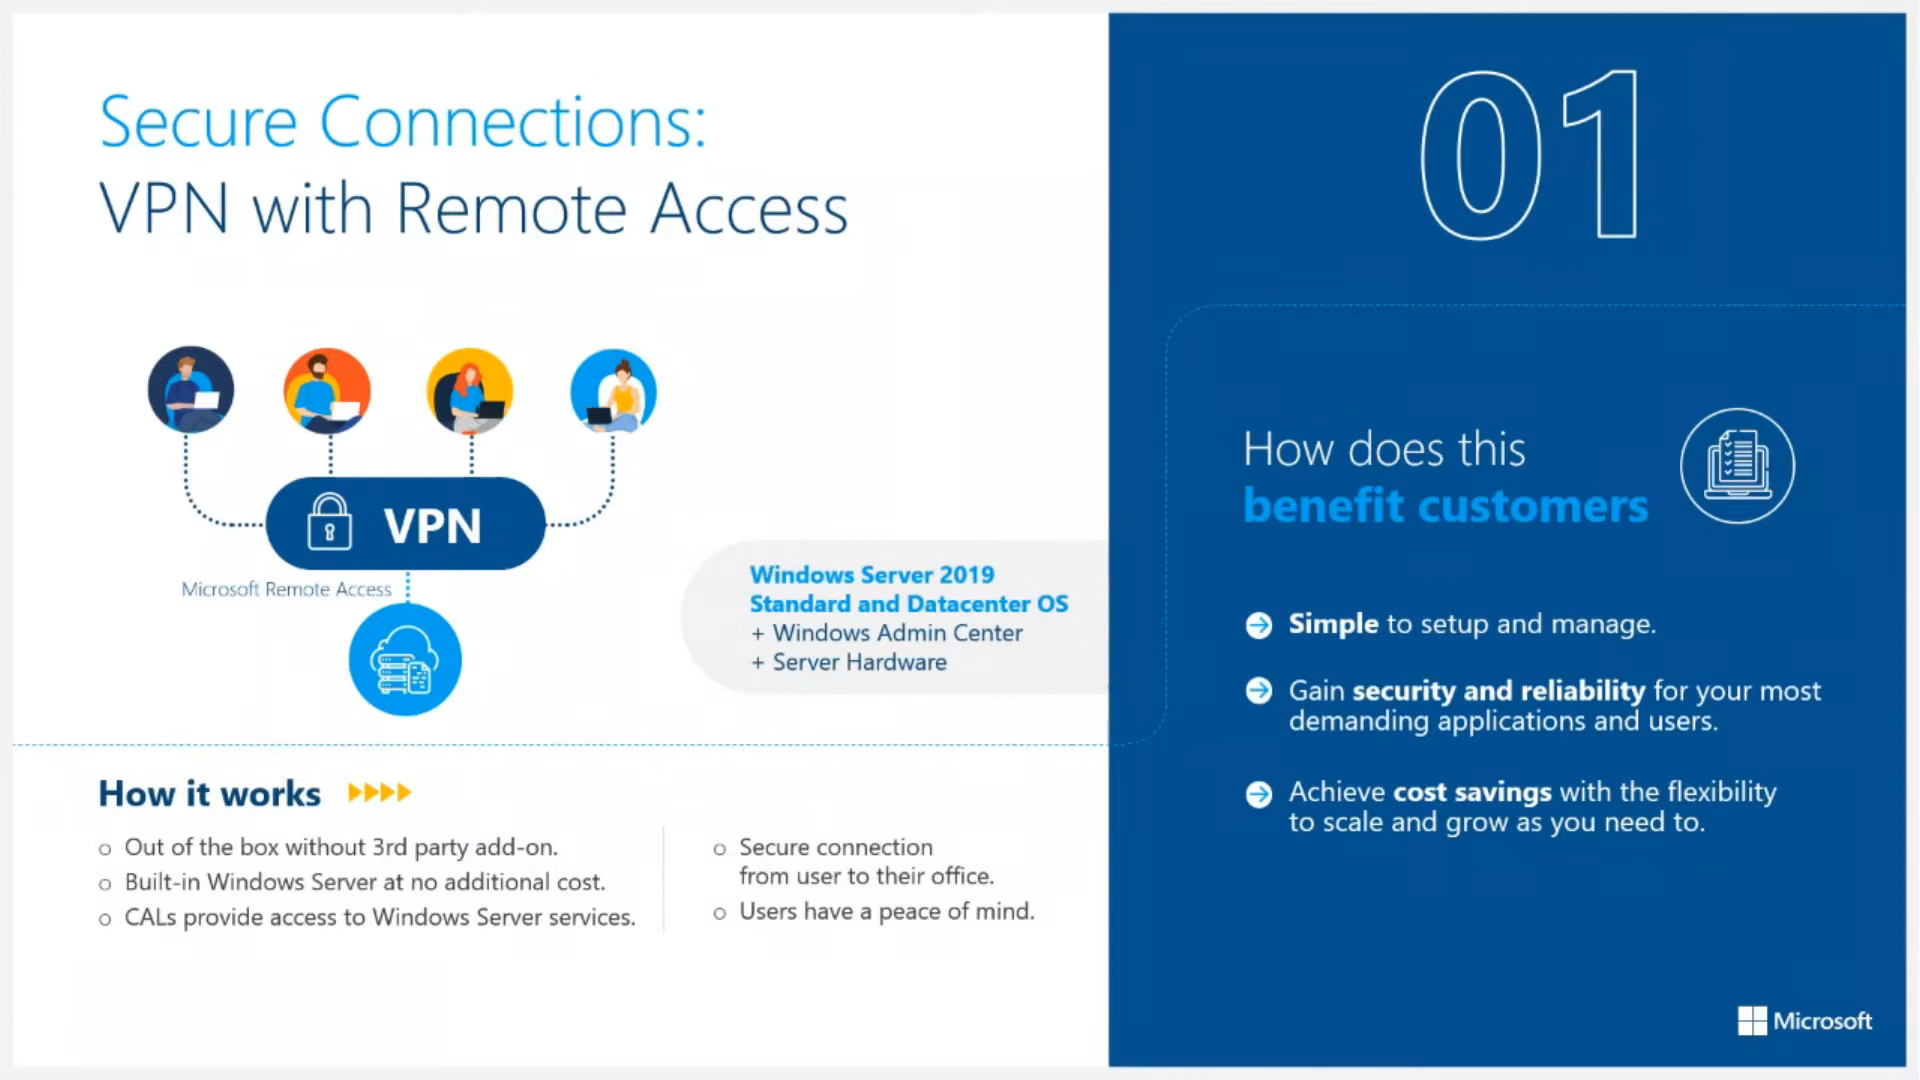 Secure Connections:
VPN with Remote Access
VPN
Microsoft Remote Access
Windows Server 2019
Standard and Datacenter OS
+ Windows Admin Center
+ Server Hardware
How it works
o Out of the box without 3rd party add-on.
o Built-in Windows Server at no additional cost.
o CALs provide access to Windows Server services.
o Secure connection
from user to their office.
o Users have a peace of mind.
01
How does this
benefit customers
Simple to setup and manage.
Gain security and reliability for your most
demanding applications and users.
Achieve cost savings with the flexibility
to scale and grow as you need to.
Microsoft